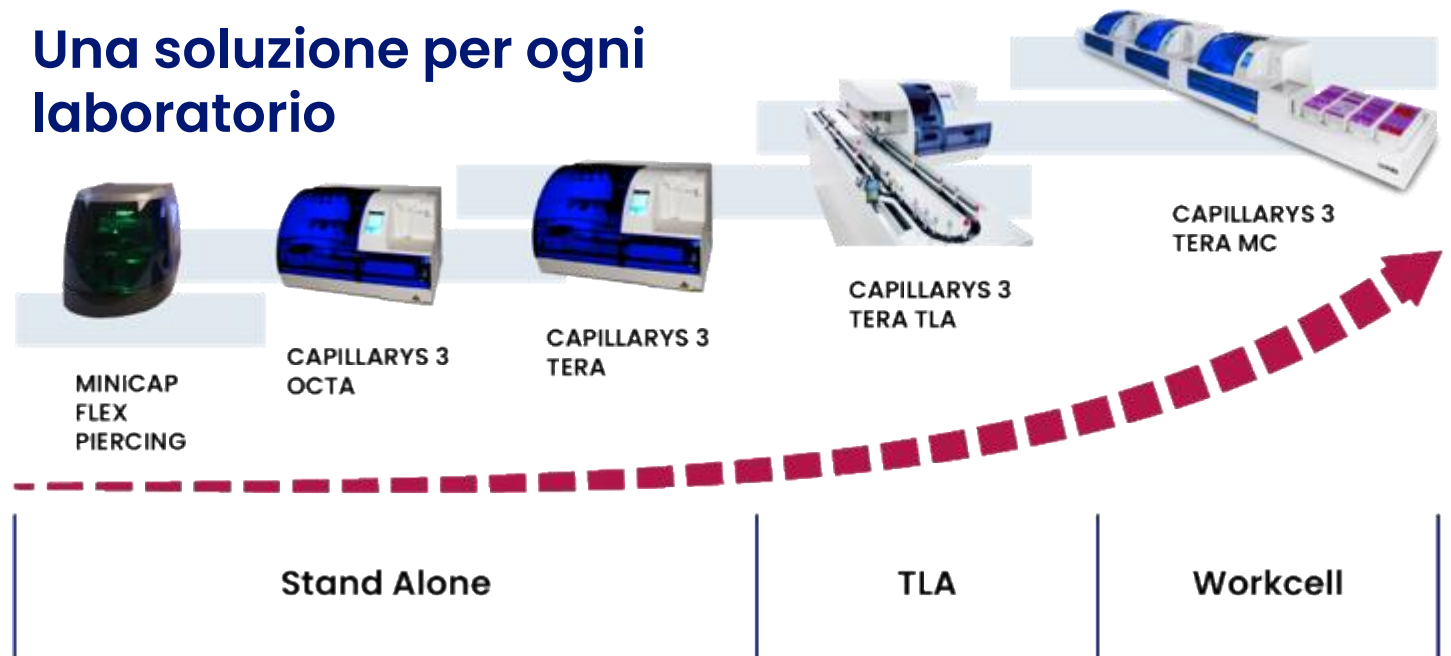 Una soluzione per ogni
laboratorio
MINICAP
FLEX
PIERCING
CAPILLARYS 3
OCTA
CAPILLARYS 3
TERA
CAPILLARYS 3
TERA TLA
CAPILLARYS 3
TERA MC
Stand Alone
TLA
Workcell